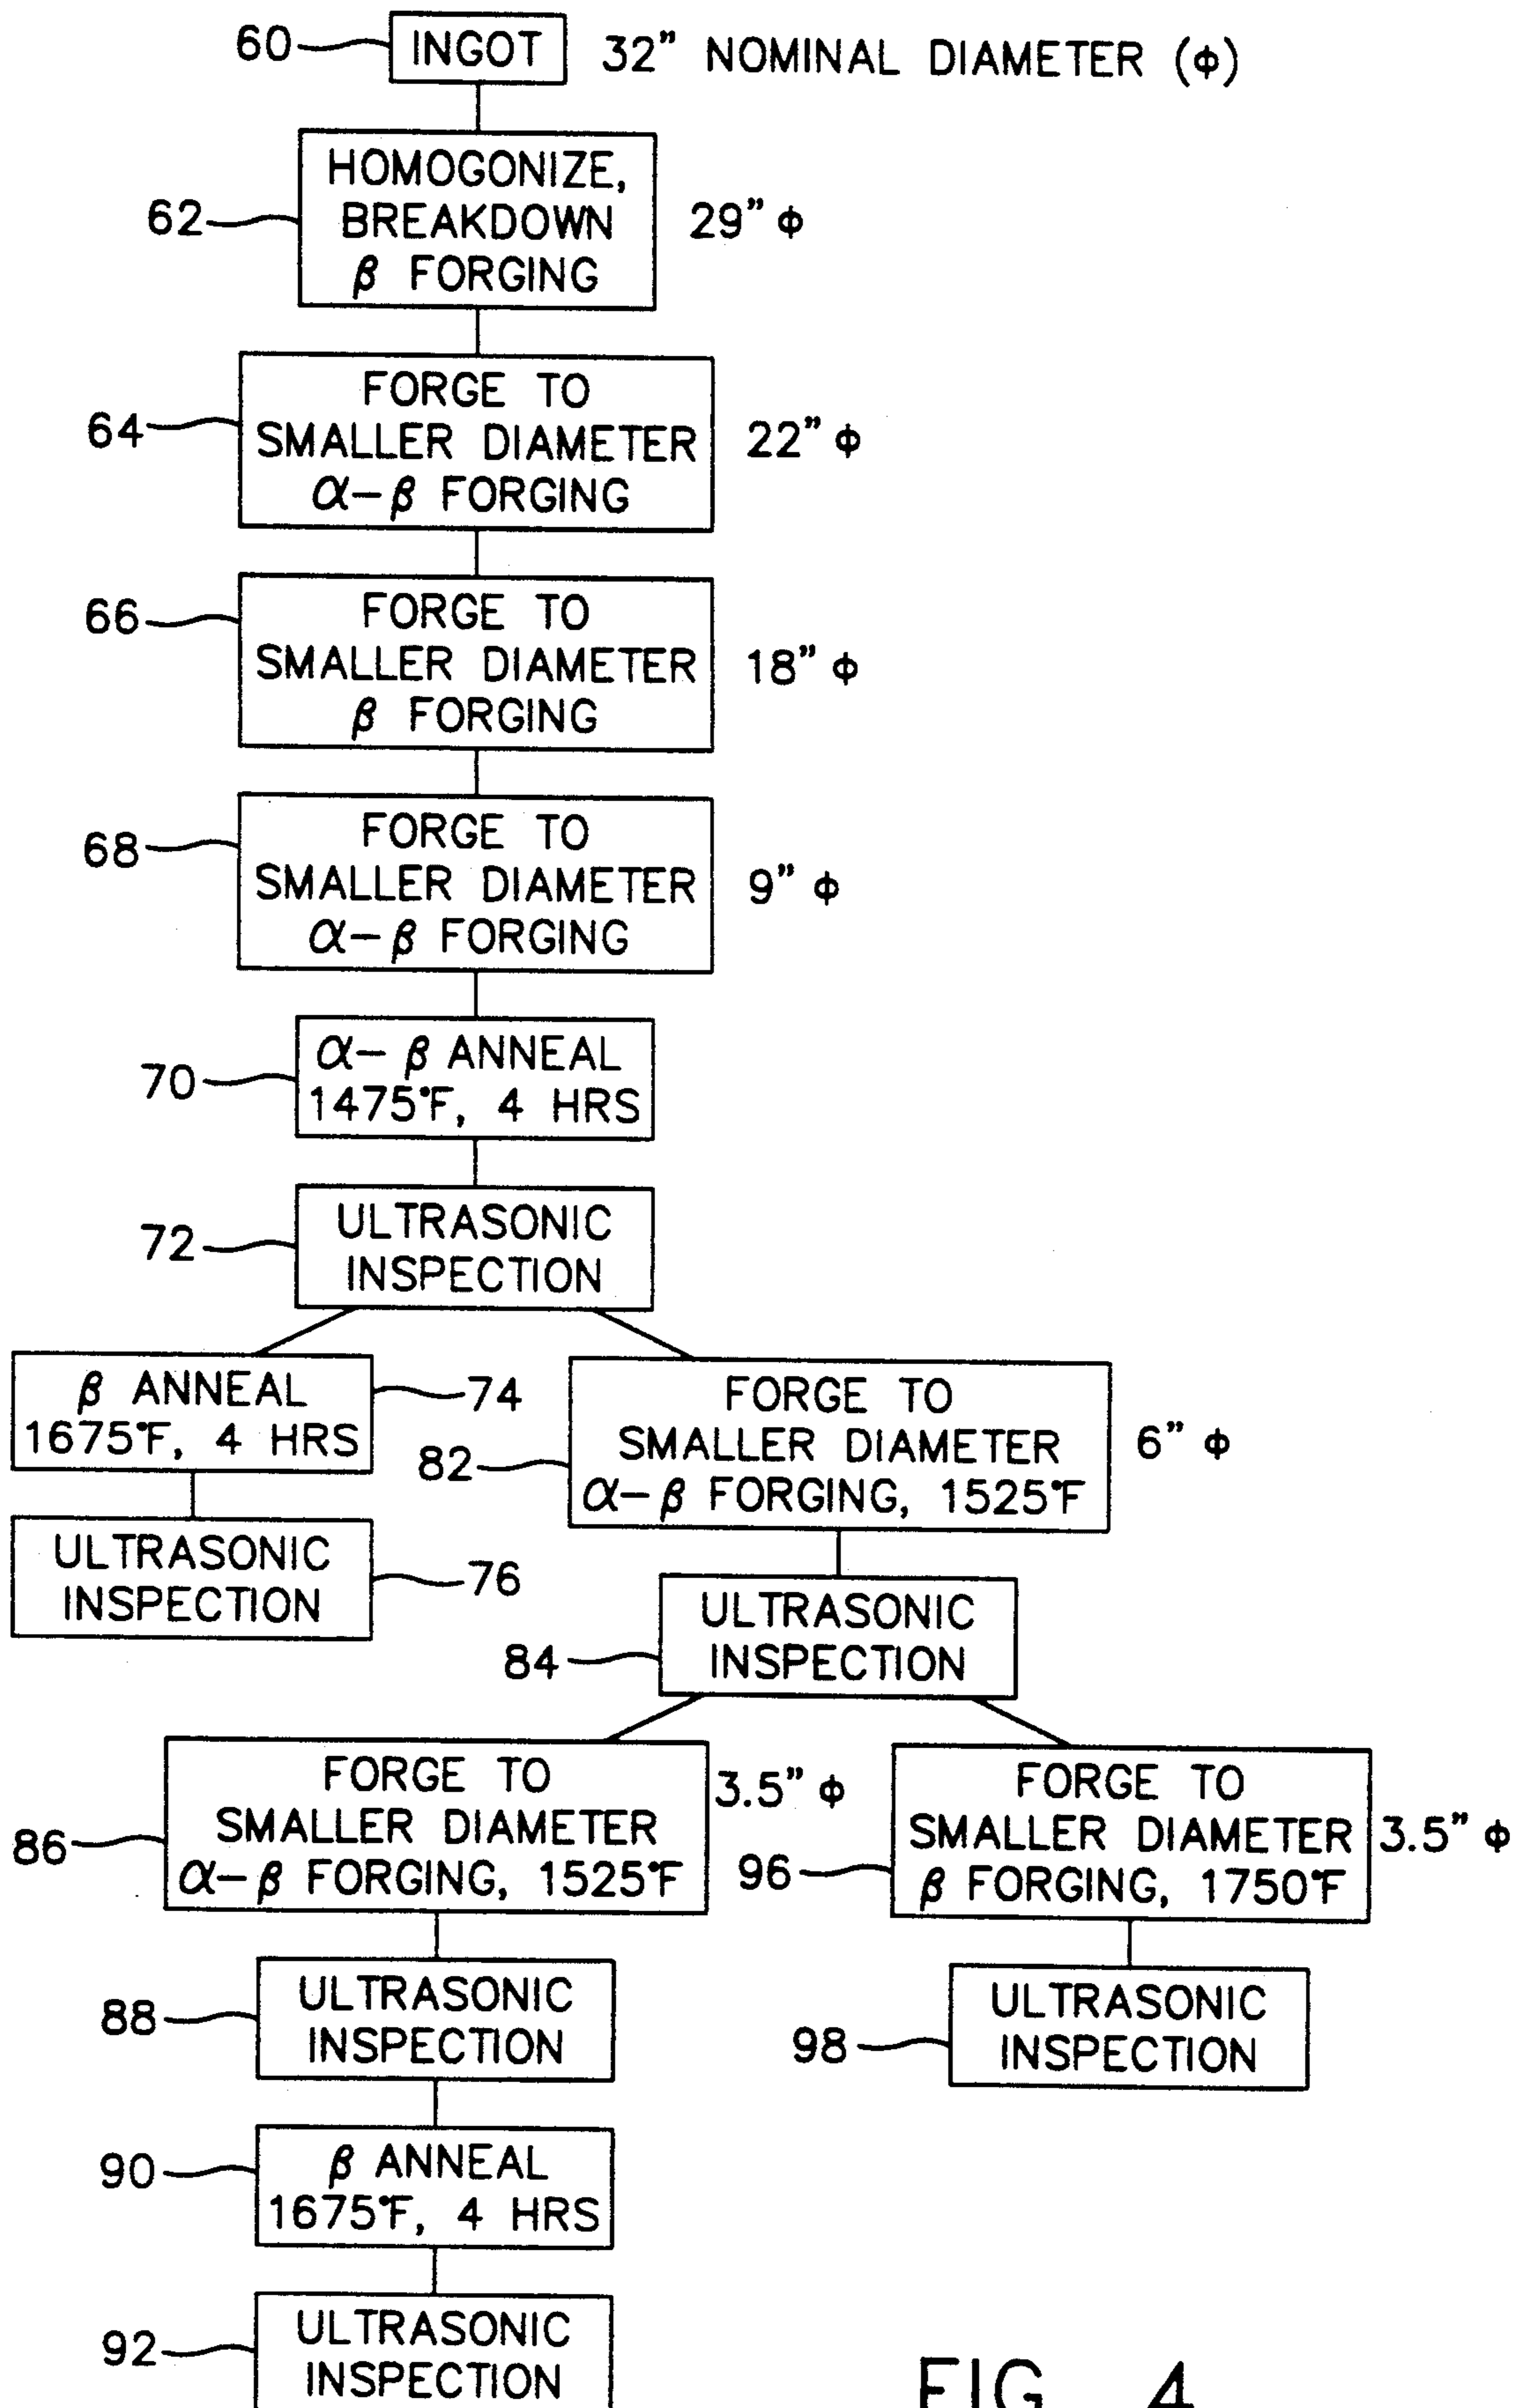 60 INGOT 32” NOMINAL DIAMETER (ϕ)
HOMOGONIZE,
62 BREAKDOWN 29” ϕ
β FORGING
FORGE TO
64 SMALLER DIAMETER 22” ϕ
α-β FORGING
66 FORGE TO
SMALLER DIAMETER 18” ϕ
β FORGING
FORGE TO
68 SMALLER DIAMETER 9” ϕ
α-β FORGING
α- β ANNEAL
70 1475°F, 4 HRS
ULTRASONIC
72 INSPECTION
β ANNEAL 74
1675°F, 4 HRS
FORGE TO
SMALLER DIAMETER 6” ϕ
82 α-β FORGING, 1525°F
ULTRASONIC
INSPECTION 76
ULTRASONIC
84 INSPECTION
FORGE TO 3.5” ϕ
SMALLER DIAMETER
86 α-β FORGING, 1525°F
FORGE TO
SMALLER DIAMETER 3.5” ϕ
96 β FORGING, 1750°F
ULTRASONIC
88 INSPECTION
ULTRASONIC
98 INSPECTION
90 β ANNEAL
1675°F, 4 HRS
ULTRASONIC
92 INSPECTION
FIG. 4